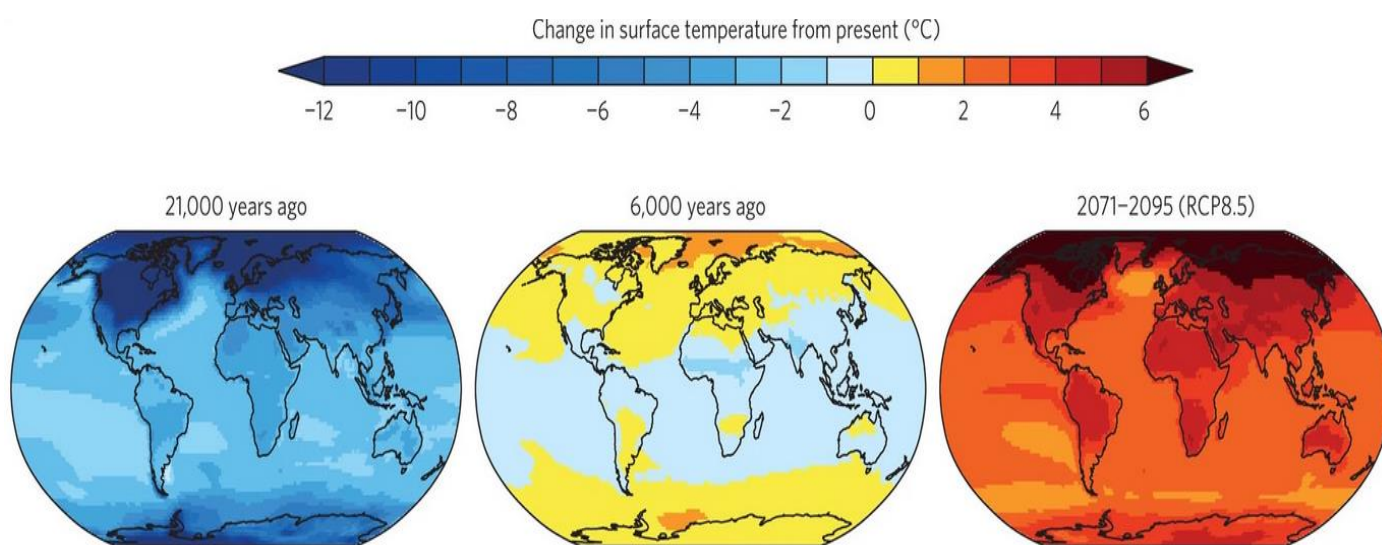 Change in surface temperature from present (°C)
−12 −10 −8 −6 −4 −2 0 2 4 6
21,000 years ago 6,000 years ago 2071–2095 (RCP8.5)